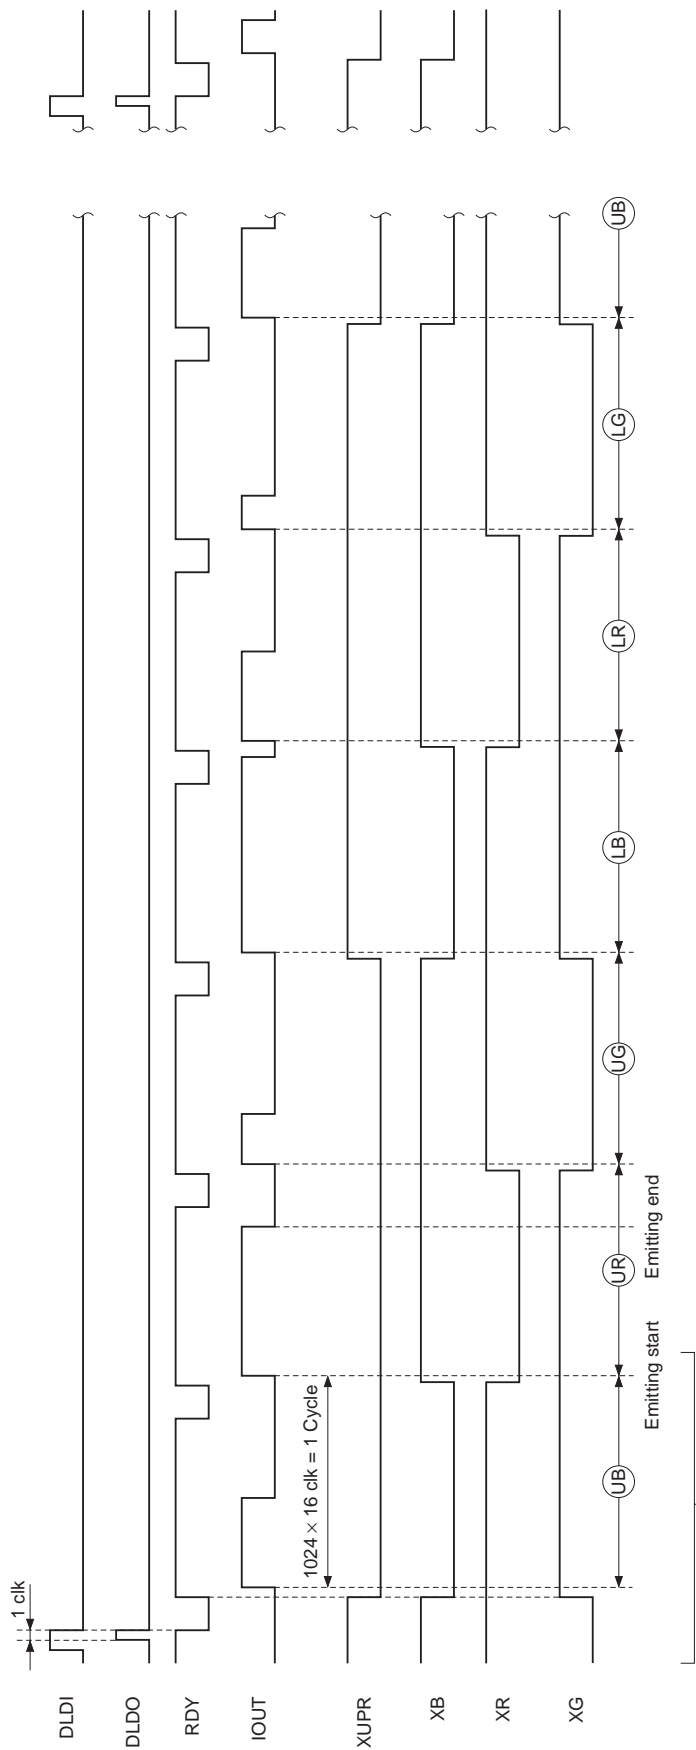 1 clk
DLDI
DLDO
RDY
IOUT
1024 × 16 clk = 1 Cycle
XUPR
XB
XR
XG
UB
UR
UG
LB
LR
LG
UB
Emitting start
Emitting end